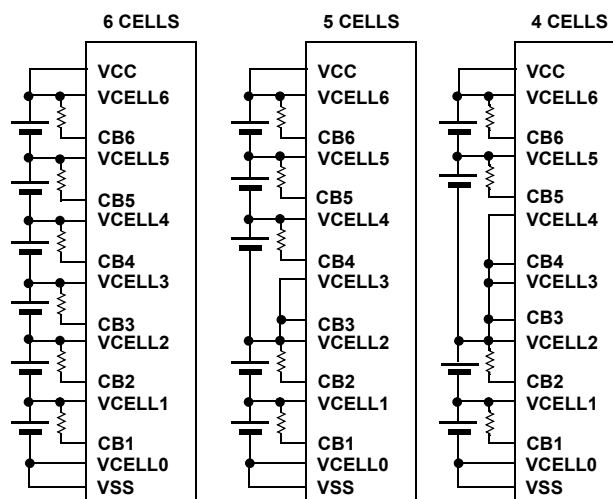 6 CELLS
VCC
VCELL6
CB6
VCELL5
CB5
VCELL4
CB4
VCELL3
CB3
VCELL2
CB2
VCELL1
CB1
VCELL0
VSS
5 CELLS
VCC
VCELL6
CB6
VCELL5
CB5
VCELL4
CB4
VCELL3
CB3
VCELL2
CB2
VCELL1
CB1
VCELL0
VSS
4 CELLS
VCC
VCELL6
CB6
VCELL5
CB5
VCELL4
CB4
VCELL3
CB3
VCELL2
CB2
VCELL1
CB1
VCELL0
VSS